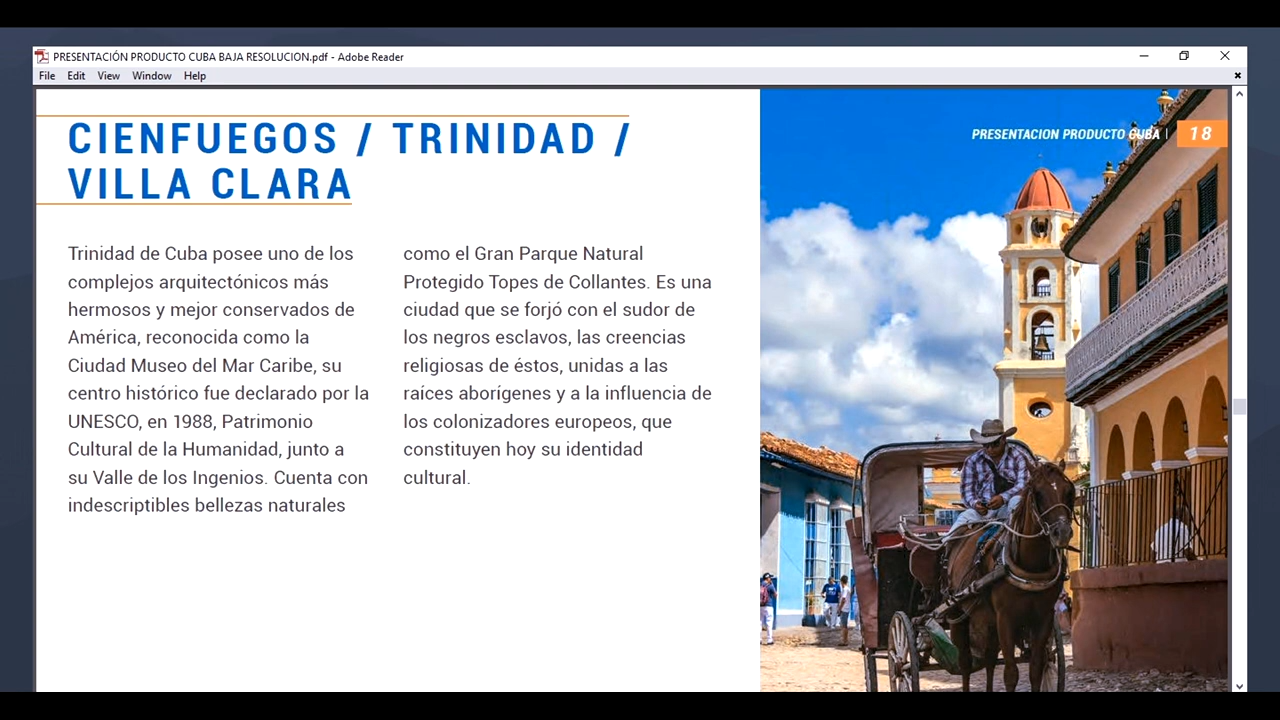 PRESENTACIÓN PRODUCTO CUBA BAJA RESOLUCION.pdf - Adobe Reader
File Edit View Window Help
CIENFUEGOS / TRINIDAD /
VILLA CLARA
PRESENTACION PRODUCTO CUBA | 18
Trinidad de Cuba posee uno de los
complejos arquitectónicos más
hermosos y mejor conservados de
América, reconocida como la
Ciudad Museo del Mar Caribe, su
centro histórico fue declarado por la
UNESCO, en 1988, Patrimonio
Cultural de la Humanidad, junto a
su Valle de los Ingenios. Cuenta con
indescriptibles bellezas naturales
como el Gran Parque Natural
Protegido Topes de Collantes. Es una
ciudad que se forjó con el sudor de
los negros esclavos, las creencias
religiosas de éstos, unidas a las
raíces aborígenes y a la influencia de
los colonizadores europeos, que
constituyen hoy su identidad
cultural.